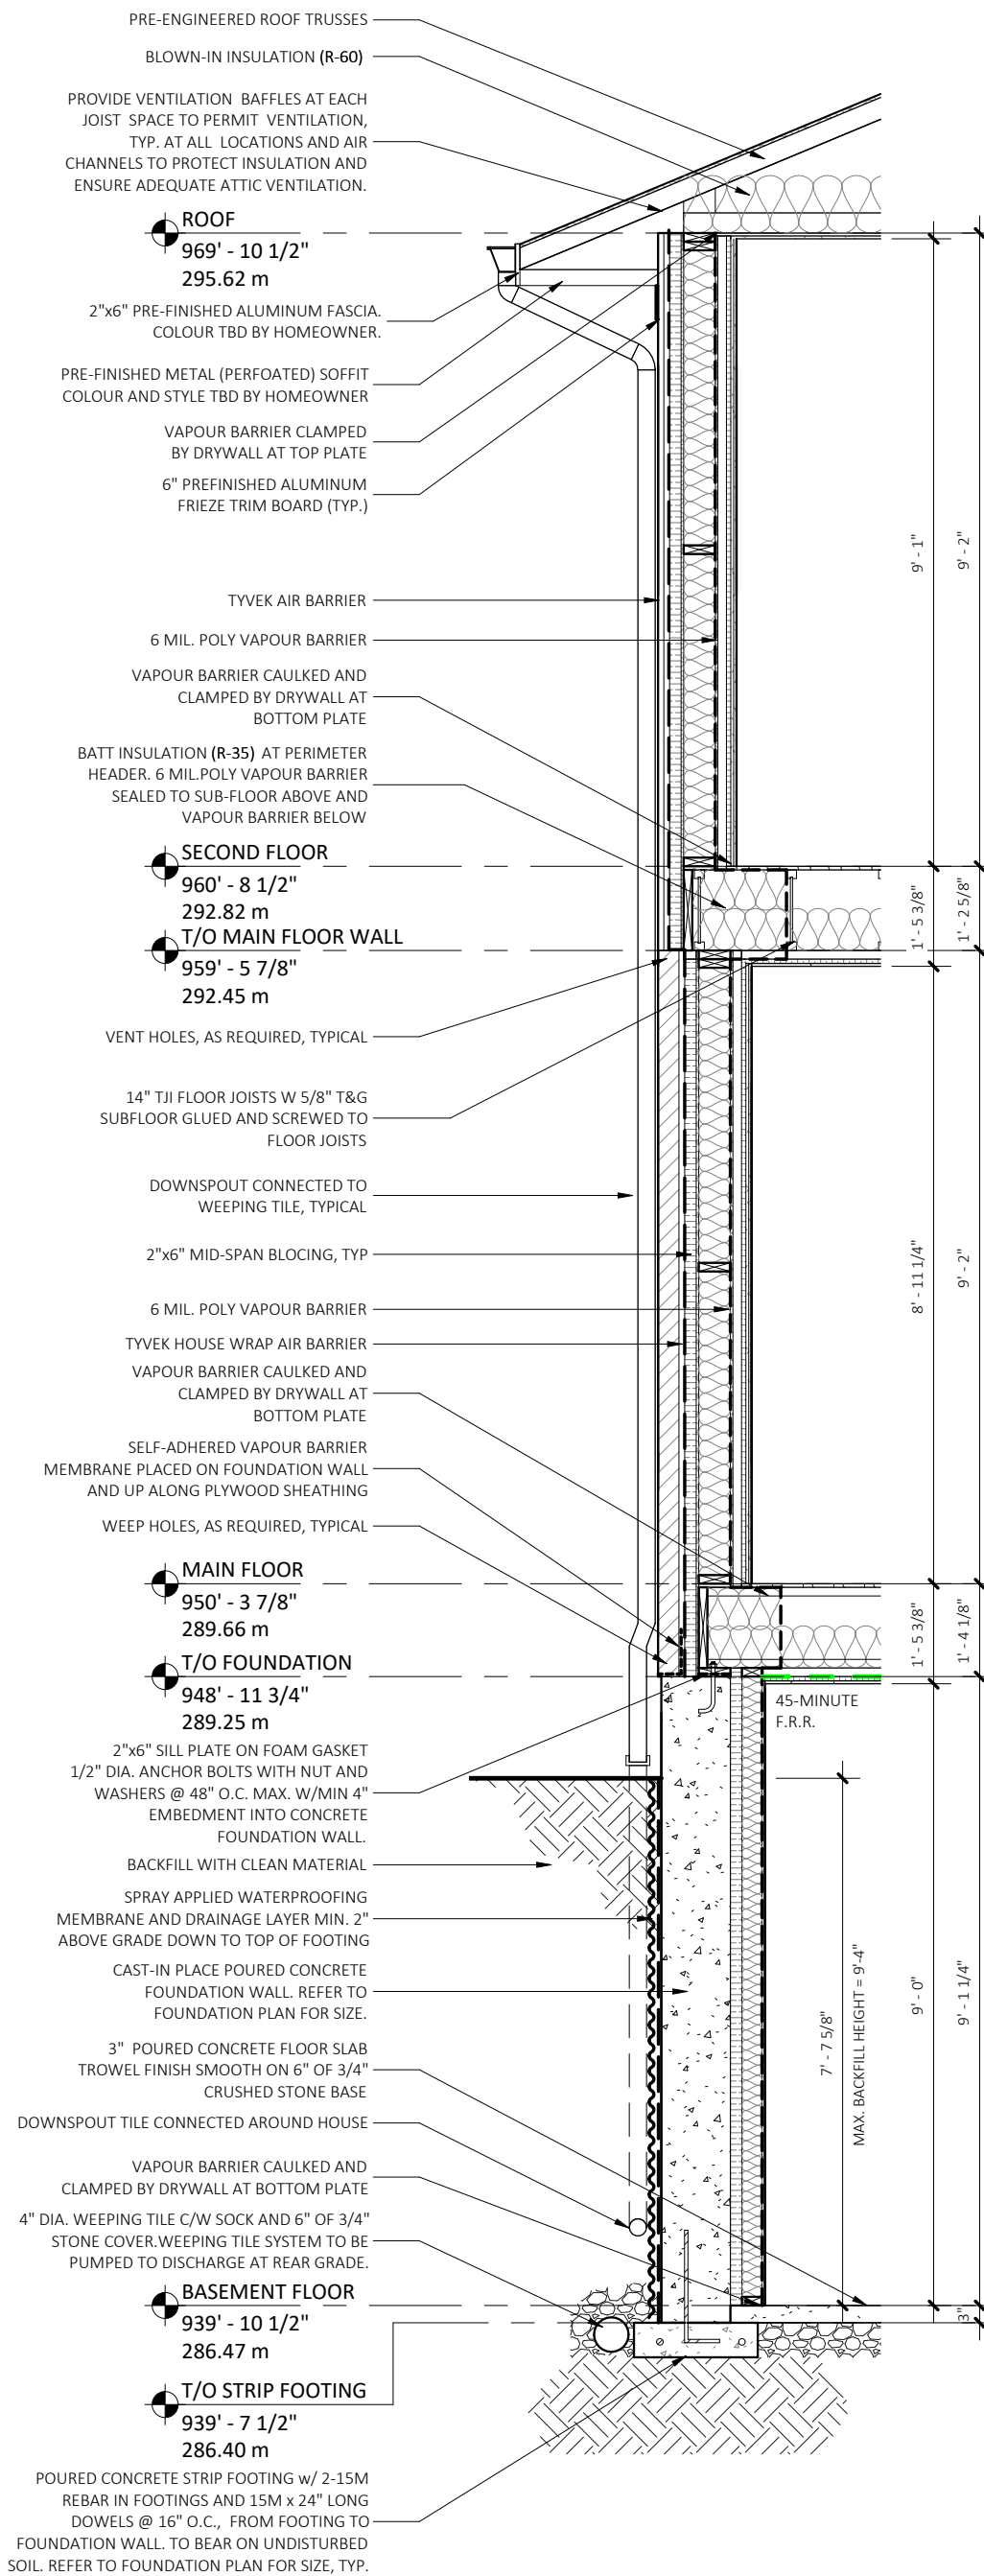 PRE-ENGINEERED ROOF TRUSSES
BLOWN-IN INSULATION (R-60)
PROVIDE VENTILATION BAFFLES AT EACH
JOIST SPACE TO PERMIT VENTILATION,
TYP. AT ALL LOCATIONS AND AIR
CHANNELS TO PROTECT INSULATION AND
ENSURE ADEQUATE ATTIC VENTILATION.
ROOF
969' - 10 1/2"
295.62 m
2"x6" PRE-FINISHED ALUMINUM FASCIA.
COLOUR TBD BY HOMEOWNER.
PRE-FINISHED METAL (PERFOATED) SOFFIT
COLOUR AND STYLE TBD BY HOMEOWNER
VAPOUR BARRIER CLAMPED
BY DRYWALL AT TOP PLATE
6" PREFINISHED ALUMINUM
FRIEZE TRIM BOARD (TYP.)
9' - 1"
9' - 2"
TYVEK AIR BARRIER
6 MIL. POLY VAPOUR BARRIER
VAPOUR BARRIER CAULKED AND
CLAMPED BY DRYWALL AT
BOTTOM PLATE
BATT INSULATION (R-35) AT PERIMETER
HEADER. 6 MIL.POLY VAPOUR BARRIER
SEALED TO SUB-FLOOR ABOVE AND
VAPOUR BARRIER BELOW
SECOND FLOOR
960' - 8 1/2"
292.82 m
1' - 5 3/8"
1' - 2 5/8"
T/O MAIN FLOOR WALL
959' - 5 7/8"
292.45 m
VENT HOLES, AS REQUIRED, TYPICAL
14" TJI FLOOR JOISTS W 5/8" T&G
SUBFLOOR GLUED AND SCREWED TO
FLOOR JOISTS
DOWNSPOUT CONNECTED TO
WEEPING TILE, TYPICAL
2"x6" MID-SPAN BLOCING, TYP
8' - 11 1/4"
9' - 2"
6 MIL. POLY VAPOUR BARRIER
TYVEK HOUSE WRAP AIR BARRIER
VAPOUR BARRIER CAULKED AND
CLAMPED BY DRYWALL AT
BOTTOM PLATE
SELF-ADHERED VAPOUR BARRIER
MEMBRANE PLACED ON FOUNDATION WALL
AND UP ALONG PLYWOOD SHEATHING
WEEP HOLES, AS REQUIRED, TYPICAL
MAIN FLOOR
950' - 3 7/8"
289.66 m
1' - 5 3/8"
1' - 4 1/8"
T/O FOUNDATION
948' - 11 3/4"
289.25 m
45-MINUTE
F.R.R.
2"x6" SILL PLATE ON FOAM GASKET
1/2" DIA. ANCHOR BOLTS WITH NUT AND
WASHERS @ 48" O.C. MAX. W/MIN 4"
EMBEDMENT INTO CONCRETE
FOUNDATION WALL.
BACKFILL WITH CLEAN MATERIAL
SPRAY APPLIED WATERPROOFING
MEMBRANE AND DRAINAGE LAYER MIN. 2"
ABOVE GRADE DOWN TO TOP OF FOOTING
CAST-IN PLACE POURED CONCRETE
FOUNDATION WALL. REFER TO
FOUNDATION PLAN FOR SIZE.
7' - 7 5/8"
MAX. BACKFILL HEIGHT = 9'-4"
9' - 0"
9' - 1 1/4"
3" POURED CONCRETE FLOOR SLAB
TROWEL FINISH SMOOTH ON 6" OF 3/4"
CRUSHED STONE BASE
DOWNSPOUT TILE CONNECTED AROUND HOUSE
VAPOUR BARRIER CAULKED AND
CLAMPED BY DRYWALL AT BOTTOM PLATE
4" DIA. WEEPING TILE C/W SOCK AND 6" OF 3/4"
STONE COVER.WEEPING TILE SYSTEM TO BE
PUMPED TO DISCHARGE AT REAR GRADE.
BASEMENT FLOOR
939' - 10 1/2"
286.47 m
3"
T/O STRIP FOOTING
939' - 7 1/2"
286.40 m
POURED CONCRETE STRIP FOOTING w/ 2-15M
REBAR IN FOOTINGS AND 15M x 24" LONG
DOWELS @ 16" O.C., FROM FOOTING TO
FOUNDATION WALL. TO BEAR ON UNDISTURBED
SOIL. REFER TO FOUNDATION PLAN FOR SIZE, TYP.